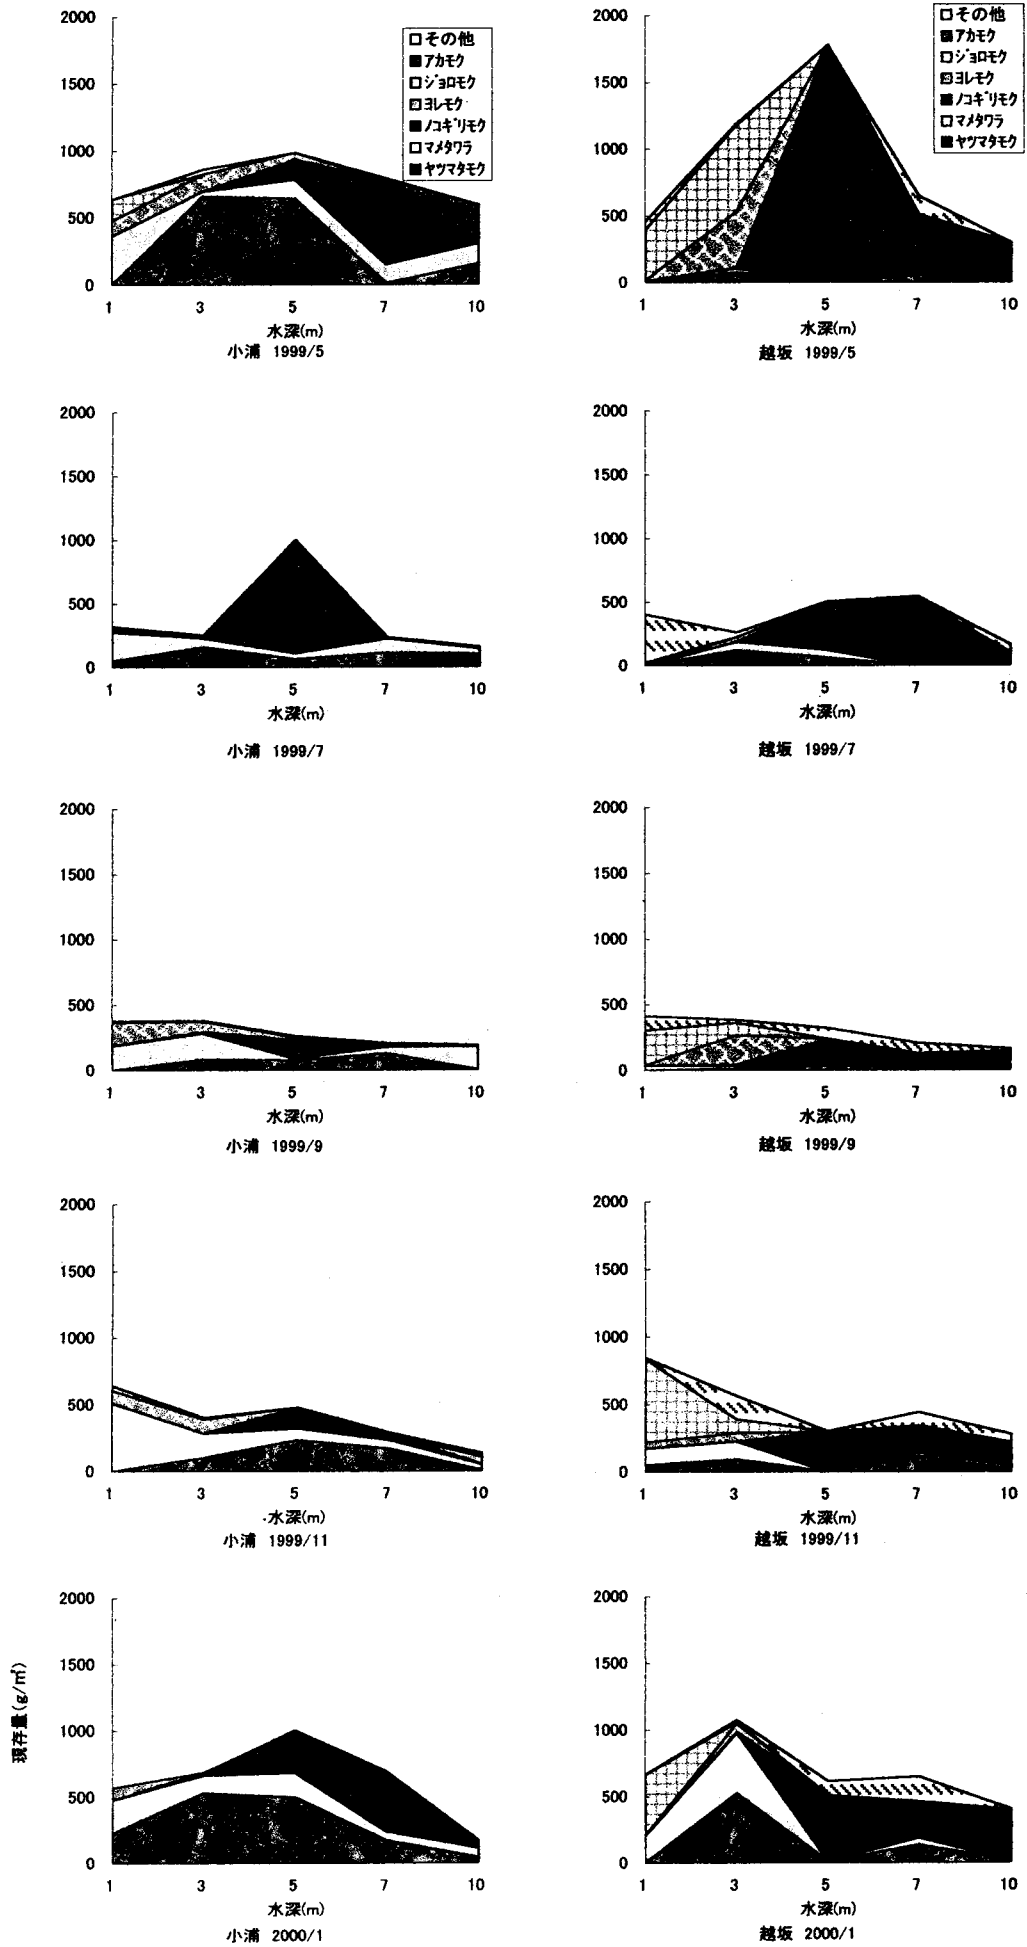 2000
1500
1000
500
0
1 3 5 7 10
水深(m)
小浦 1999/5
□その他
■アカモク
□ジョロモク
□ヨレモク
■ノコギリモク
□マメタワラ
■ヤツマタモク
2000
1500
1000
500
0
1 3 5 7 10
水深(m)
越坂 1999/5
□その他
■アカモク
□ジョロモク
□ヨレモク
■ノコギリモク
□マメタワラ
■ヤツマタモク
2000
1500
1000
500
0
1 3 5 7 10
水深(m)
小浦 1999/7
2000
1500
1000
500
0
1 3 5 7 10
水深(m)
越坂 1999/7
2000
1500
1000
500
0
1 3 5 7 10
水深(m)
小浦 1999/9
2000
1500
1000
500
0
1 3 5 7 10
水深(m)
越坂 1999/9
2000
1500
1000
500
0
1 3 5 7 10
水深(m)
小浦 1999/11
2000
1500
1000
500
0
1 3 5 7 10
水深(m)
越坂 1999/11
現存量(g/㎡)
2000
1500
1000
500
0
1 3 5 7 10
水深(m)
小浦 2000/1
2000
1500
1000
500
0
1 3 5 7 10
水深(m)
越坂 2000/1